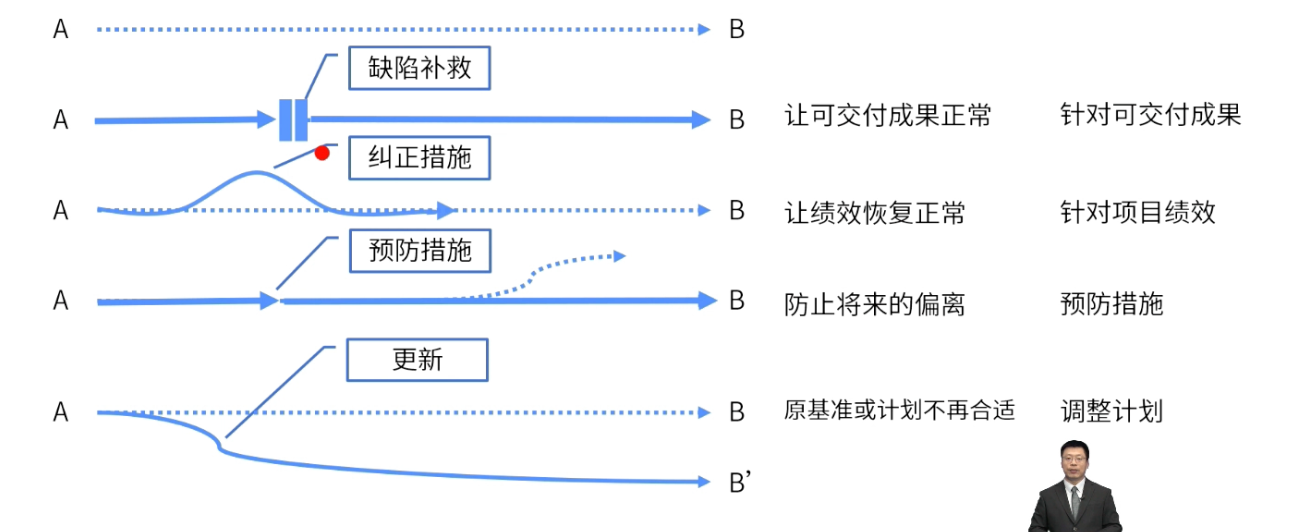 A B
缺陷补救
A B 让可交付成果正常 针对可交付成果
纠正措施
A B 让绩效恢复正常 针对项目绩效
预防措施
A B 防止将来的偏离 预防措施
更新
A B 原基准或计划不再合适 调整计划
B’